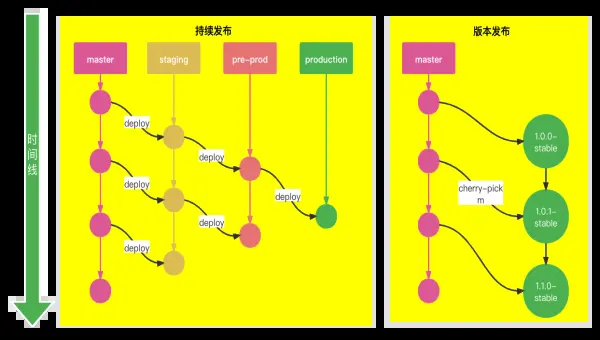 持续发布
版本发布
master
staging
pre-prod
production
master
时
间
线
deploy
deploy
deploy
deploy
deploy
deploy
1.0.0-
stable
cherry-pick
m
1.0.1-
stable
1.1.0-
stable